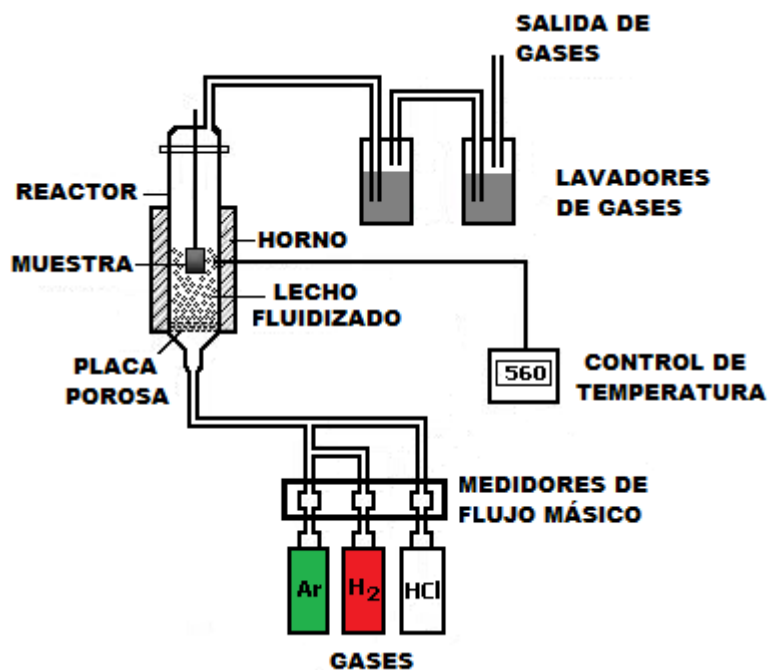 SALIDA DE
GASES
LAVADORES
DE GASES
REACTOR
HORNO
MUESTRA
LECHO
FLUIDIZADO
PLACA
POROSA
560
CONTROL DE
TEMPERATURA
MEDIDORES DE
FLUJO MÁSICO
Ar
H2
HCl
GASES